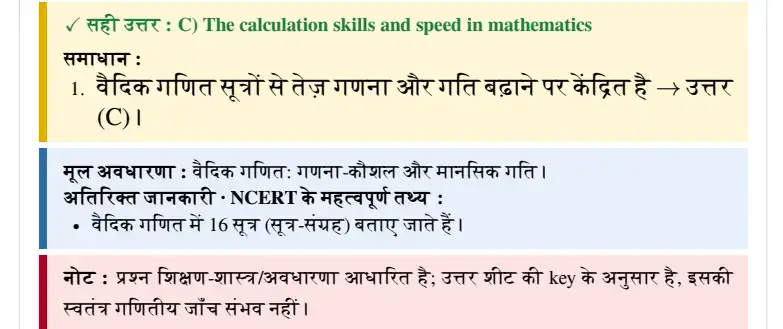 ✓ सही उत्तर : C) The calculation skills and speed in mathematics
समाधान :
1. वैदिक गणित सूत्रों से तेज़ गणना और गति बढ़ाने पर केंद्रित है → उत्तर
(C)।
मूल अवधारणा : वैदिक गणित: गणना-कौशल और मानसिक गति।
अतिरिक्त जानकारी · NCERT के महत्वपूर्ण तथ्य :
• वैदिक गणित में 16 सूत्र (सूत्र-संग्रह) बताए जाते हैं।
नोट : प्रश्न शिक्षण-शास्त्र/अवधारणा आधारित है; उत्तर शीट की key के अनुसार है, इसकी
स्वतंत्र गणितीय जाँच संभव नहीं।